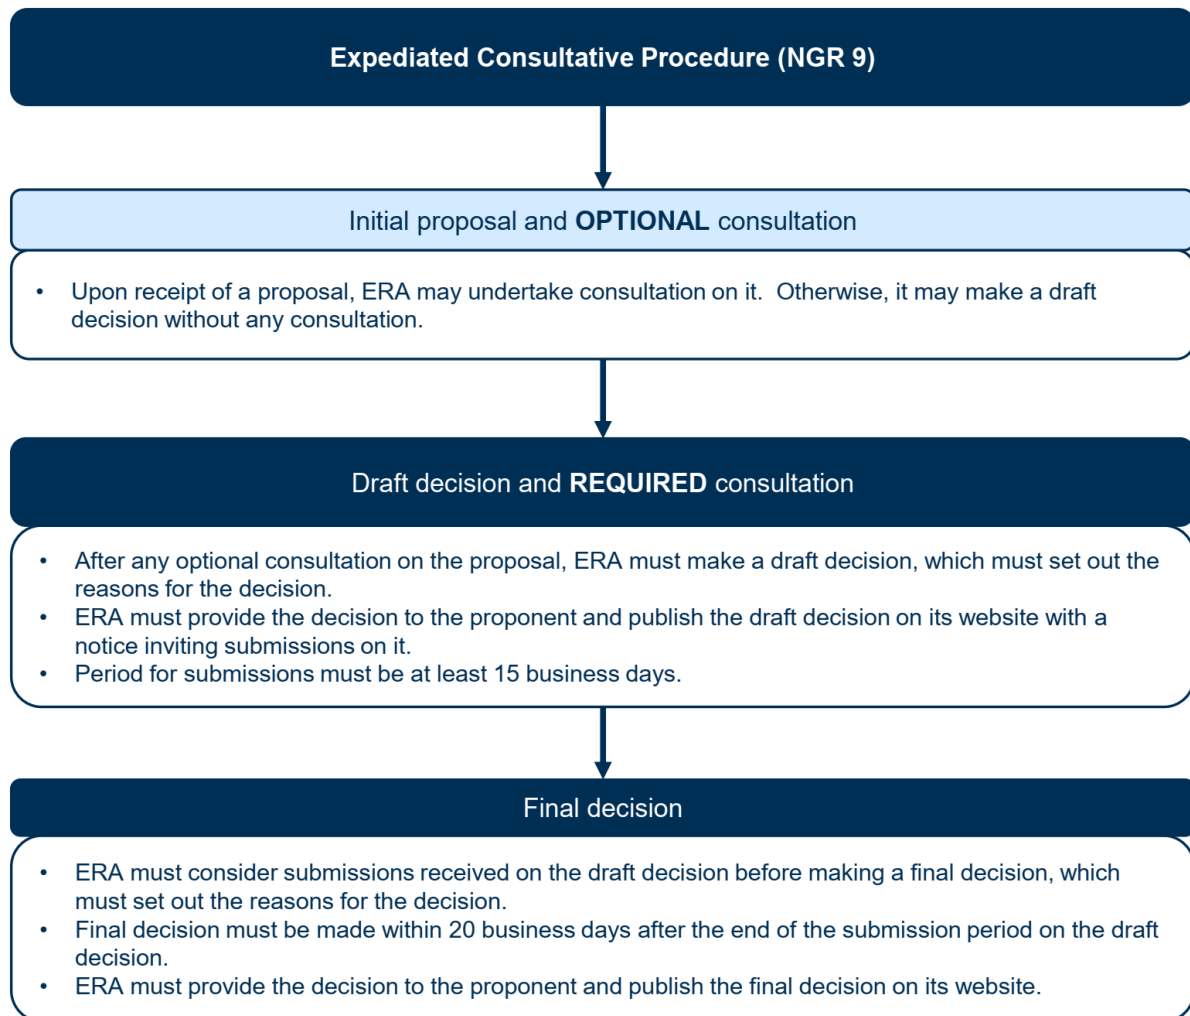 Expediated Consultative Procedure (NGR 9)
Initial proposal and OPTIONAL consultation
• Upon receipt of a proposal, ERA may undertake consultation on it.  Otherwise, it may make a draft
decision without any consultation.
Draft decision and REQUIRED consultation
• After any optional consultation on the proposal, ERA must make a draft decision, which must set out the
reasons for the decision.
• ERA must provide the decision to the proponent and publish the draft decision on its website with a
notice inviting submissions on it.
• Period for submissions must be at least 15 business days.
Final decision
• ERA must consider submissions received on the draft decision before making a final decision, which
must set out the reasons for the decision.
• Final decision must be made within 20 business days after the end of the submission period on the draft
decision.
• ERA must provide the decision to the proponent and publish the final decision on its website.